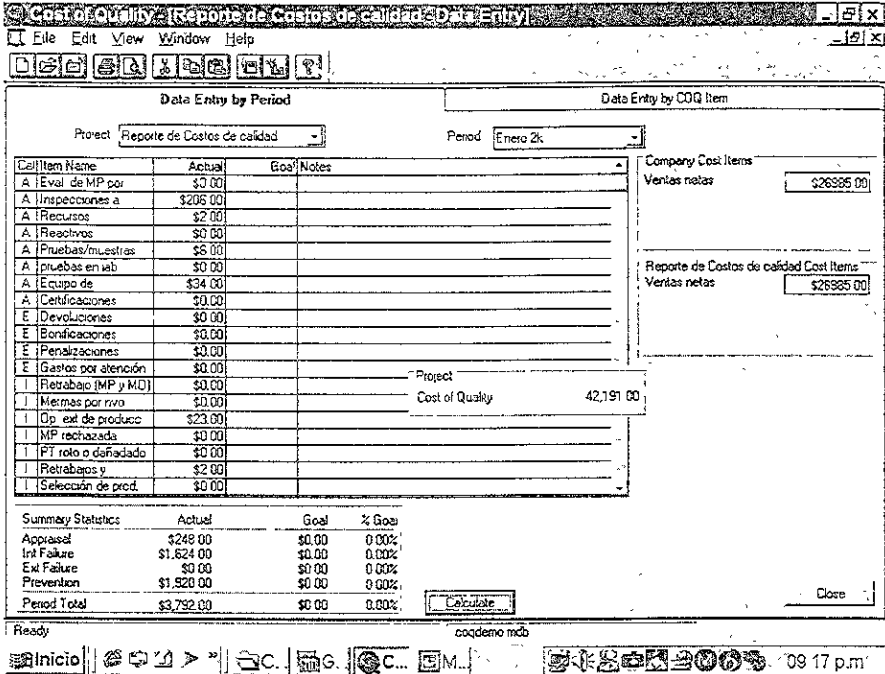 Cost of Quality - [Reporte de Costos de calidad - Data Entry]
File Edit View Window Help
Data Entry by Period
Data Entry by COQ Item
Project Reporte de Costos de calidad
Period Enero 2k
Cat Item Name Actual Goal Notes
A Eval de MP por $0 00
A Inspecciones a $206 00
A Recursos $2 00
A Reactivos $0 00
A Pruebas/muestras $6 00
A pruebas en lab $0 00
A Equipo de $34 00
A Certificaciones $0.00
E Devoluciones $0 00
E Bonificaciones $0.00
E Penalizaciones $0.00
E Gastos por atención $0.00
I Retrabajo (MP y MO) $0.00
I Mermas por nvo $0.00
I Op ext de producc $23.00
I MP rechazada $0 00
I PT roto o dañadado $0 00
I Retrabajos y $2 00
I Selección de prod. $0 00
Company Cost Items
Ventas netas $26985 00
Reporte de Costos de calidad Cost Items
Ventas netas $26985 00
Project
Cost of Quality 42,191 00
Summary Statistics Actual Goal % Goal
Appraisal $248 00 $0.00 0 00%
Int Failure $1,624 00 $0.00 0.00%
Ext Failure $0 00 $0 00 0 00%
Prevention $1,920 00 $0 00 0 00%
Period Total $3,792 00 $0 00 0.00%
Calculate
Close
Ready
coqdemo mdb
Inicio C.. G. C... M... 09 17 p.m